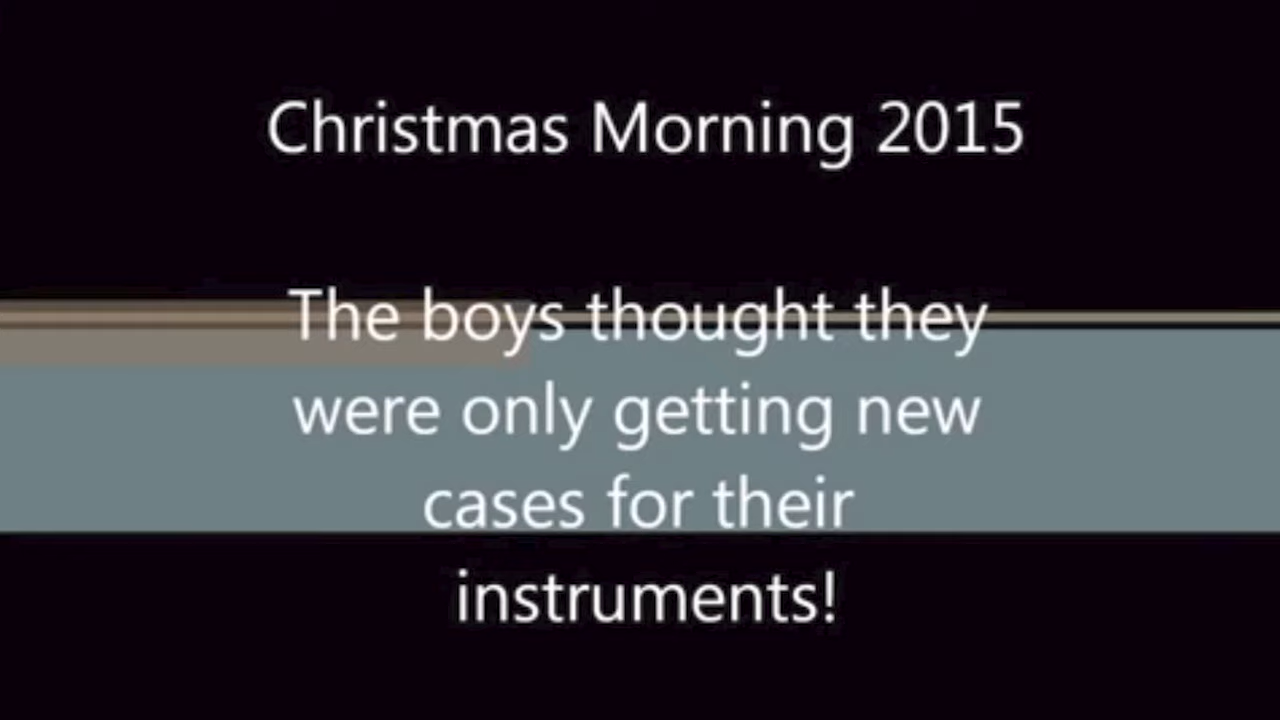 Christmas Morning 2015
The boys thought they
were only getting new
cases for their
instruments!